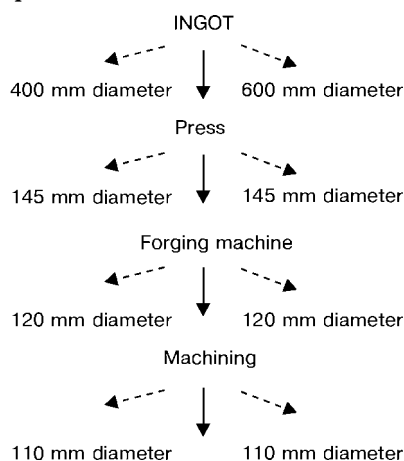 INGOT
400 mm diameter 600 mm diameter
Press
145 mm diameter 145 mm diameter
Forging machine
120 mm diameter 120 mm diameter
Machining
110 mm diameter 110 mm diameter